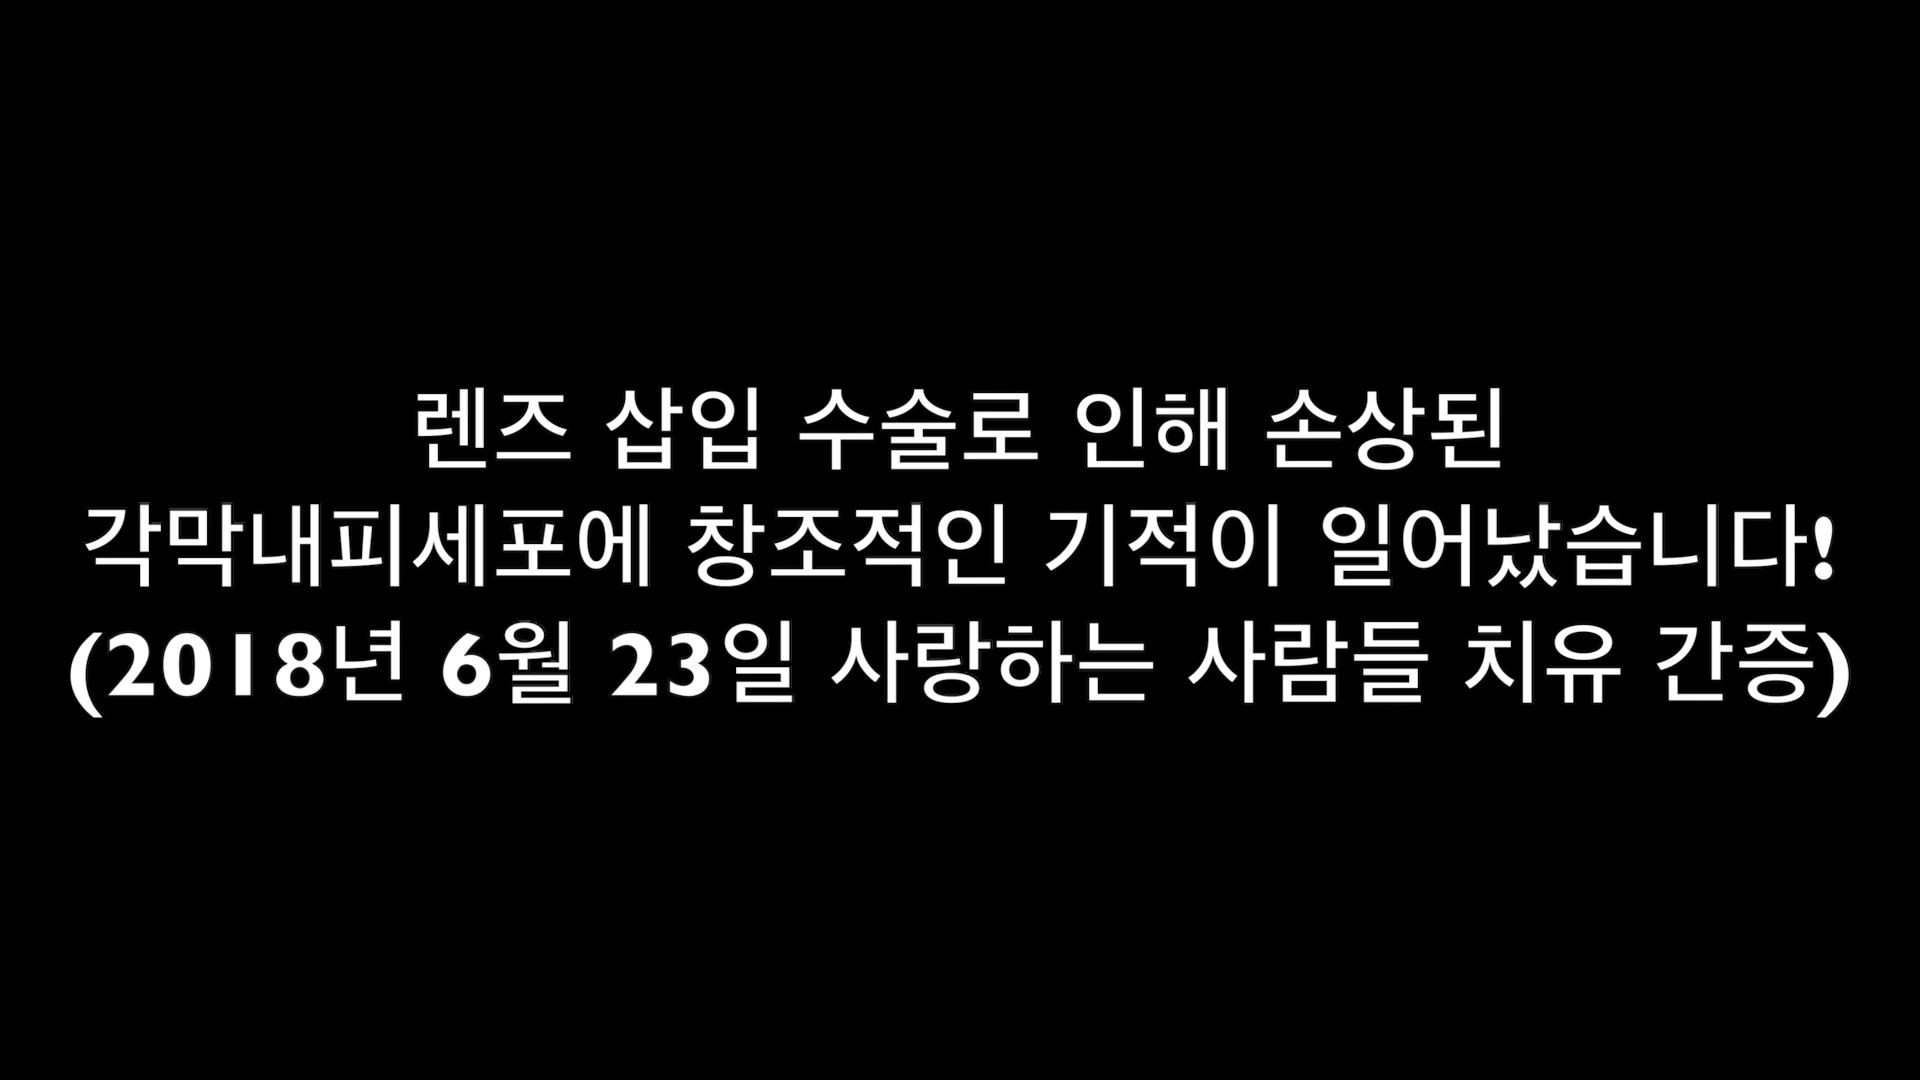 렌즈 삽입 수술로 인해 손상된
각막내피세포에 창조적인 기적이 일어났습니다!
(2018년 6월 23일 사랑하는 사람들 치유 간증)